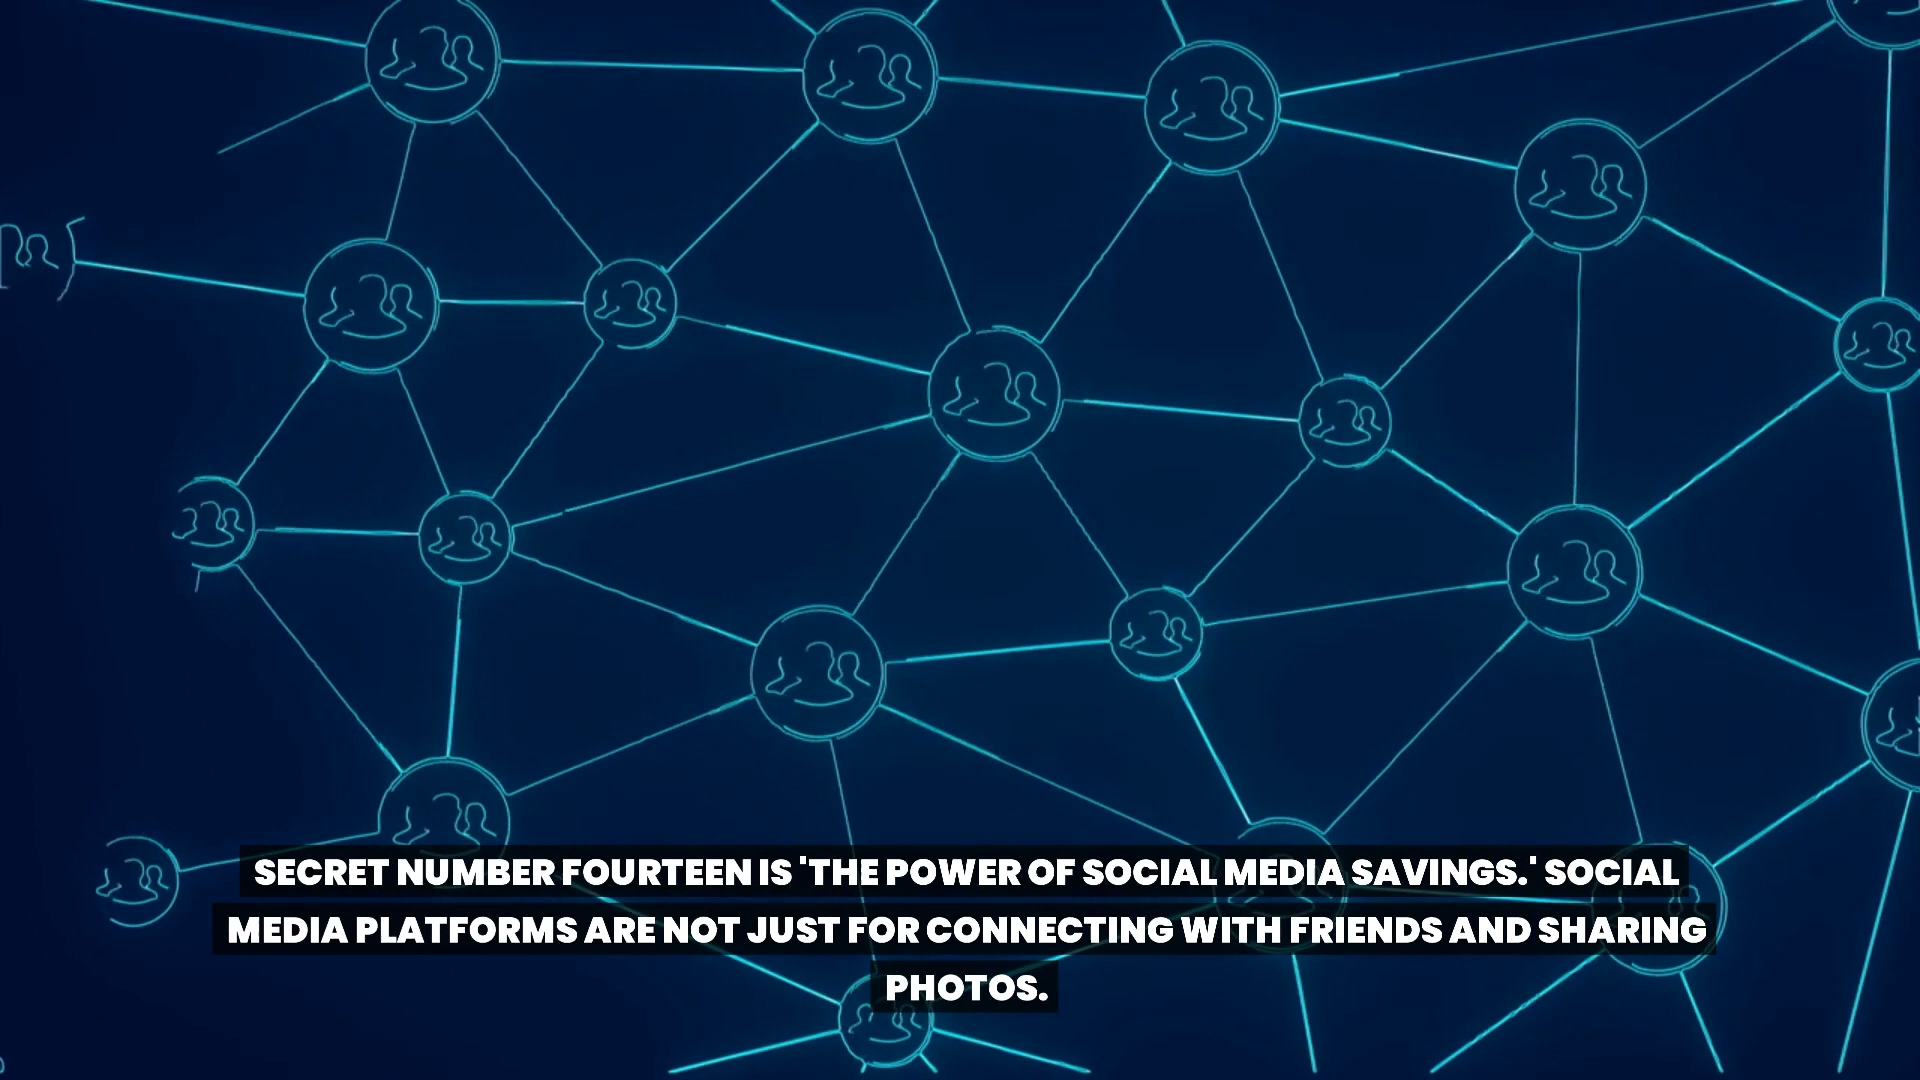 SECRET NUMBER FOURTEEN IS 'THE POWER OF SOCIAL MEDIA SAVINGS.' SOCIAL
MEDIA PLATFORMS ARE NOT JUST FOR CONNECTING WITH FRIENDS AND SHARING
PHOTOS.